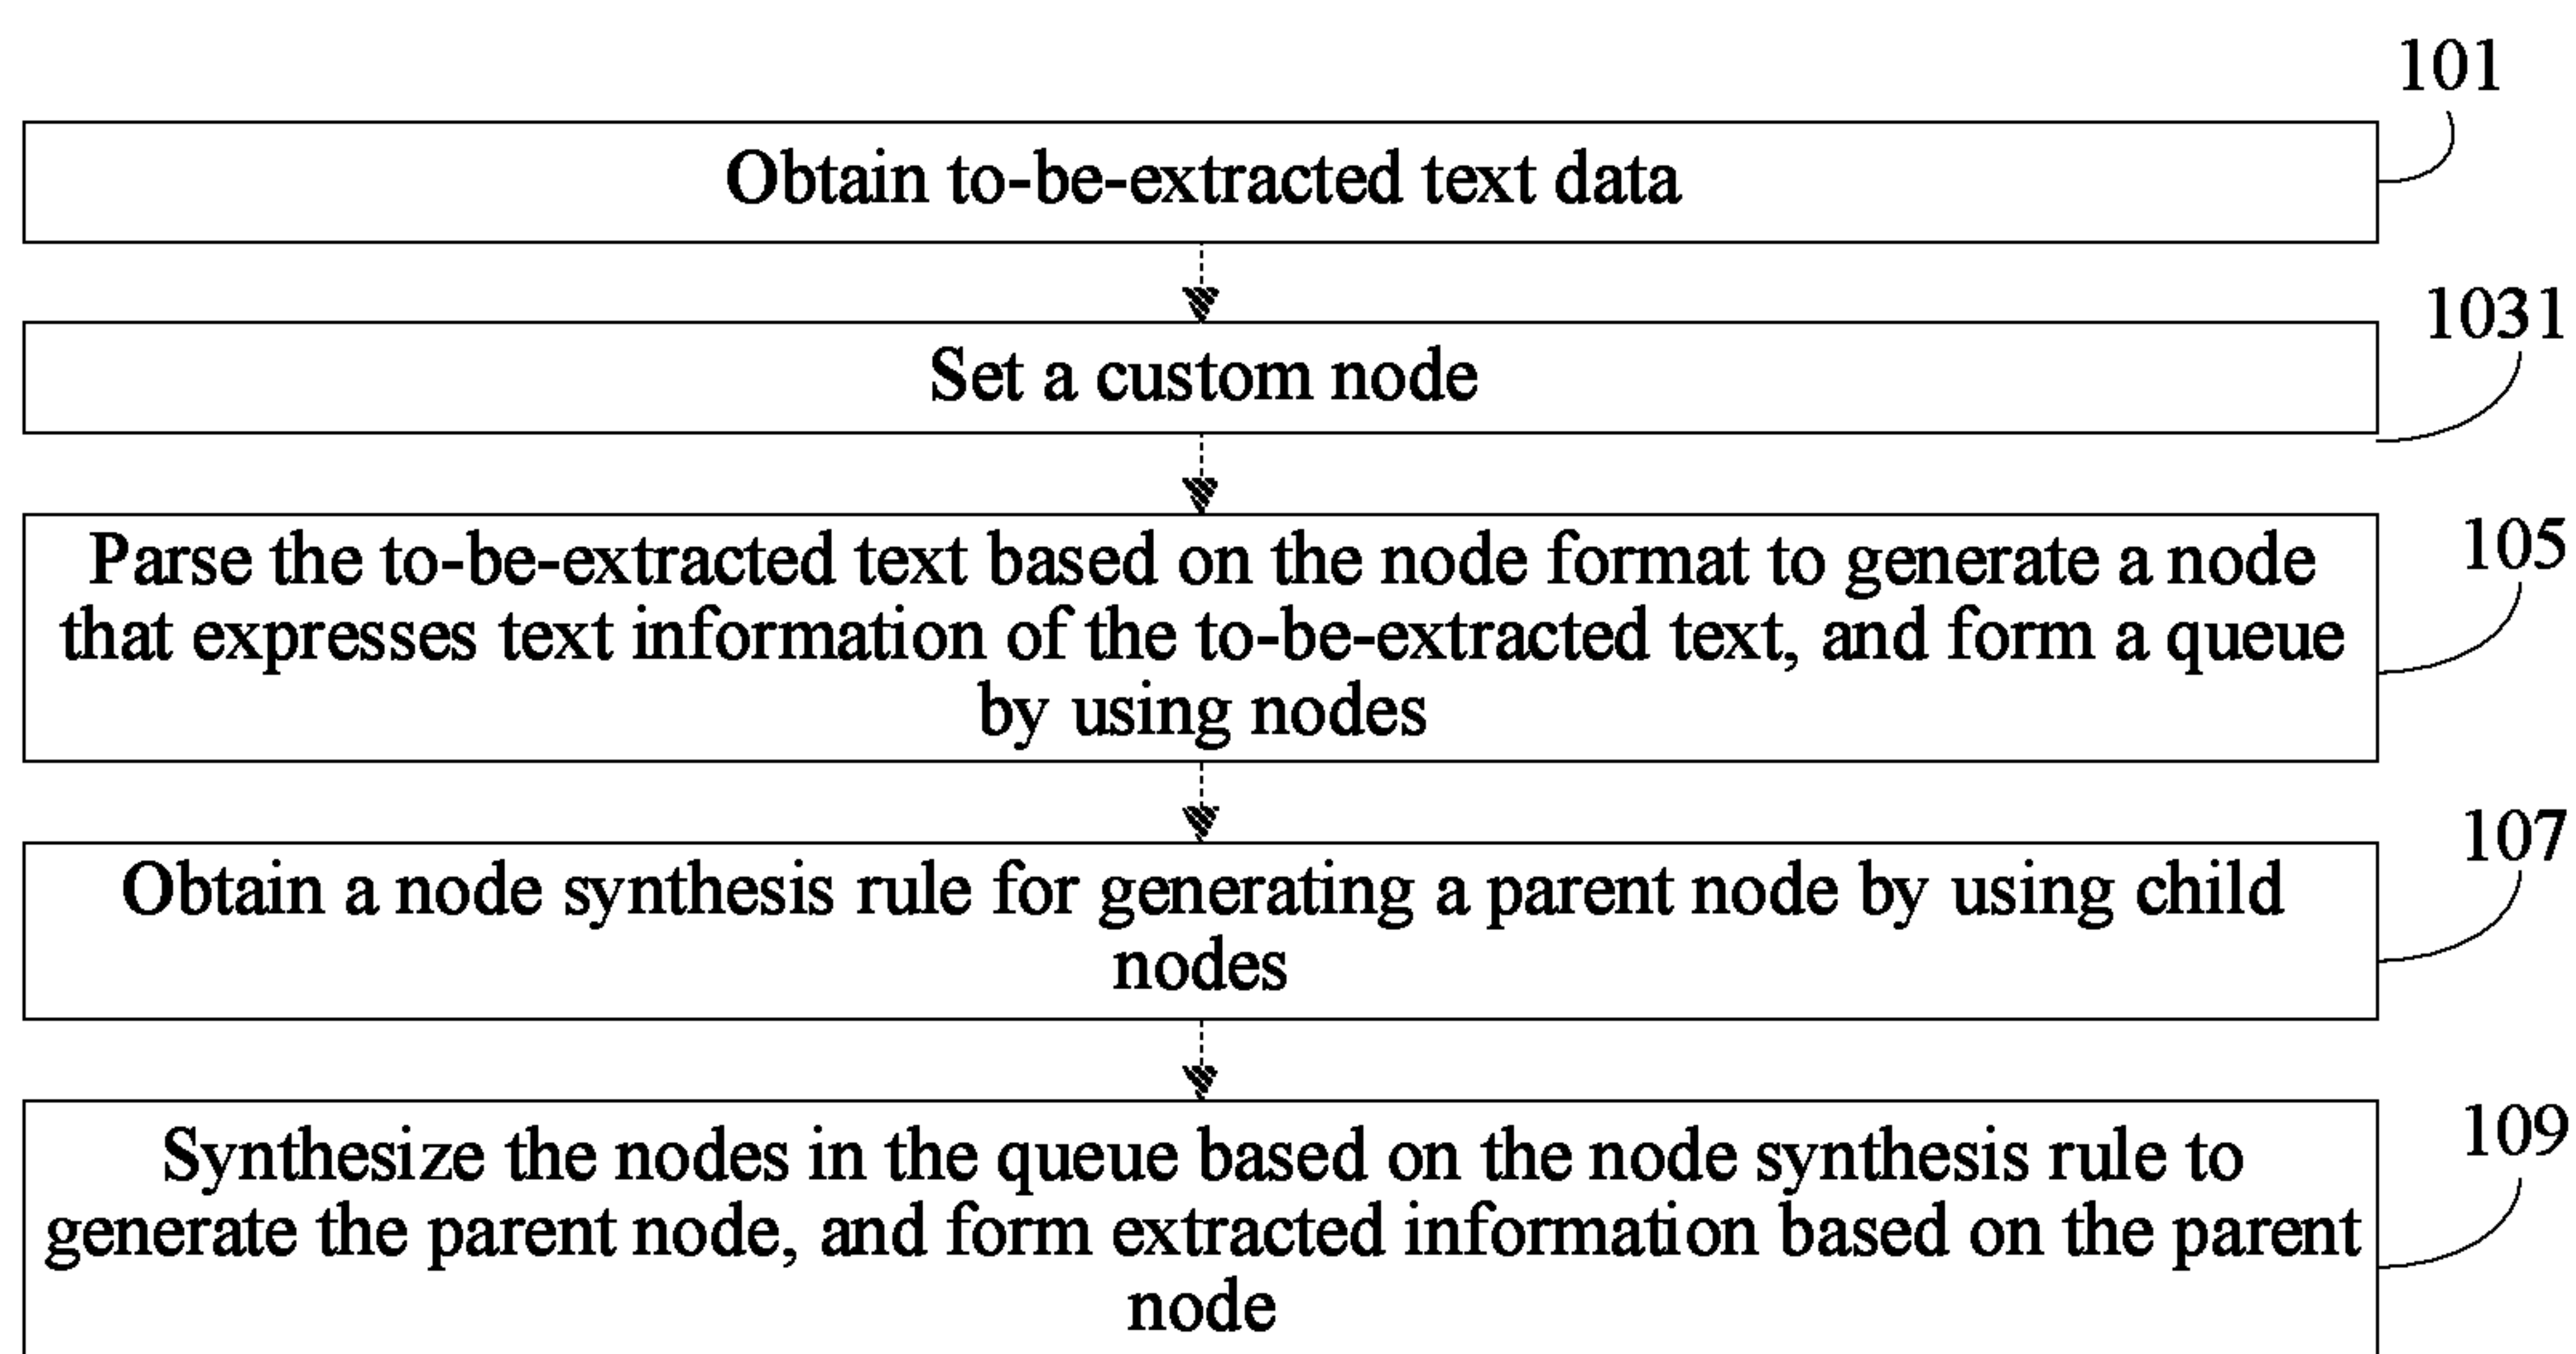 101
Obtain to-be-extracted text data
1031
Set a custom node
105
Parse the to-be-extracted text based on the node format to generate a node
that expresses text information of the to-be-extracted text, and form a queue
by using nodes
107
Obtain a node synthesis rule for generating a parent node by using child
nodes
109
Synthesize the nodes in the queue based on the node synthesis rule to
generate the parent node, and form extracted information based on the parent
node